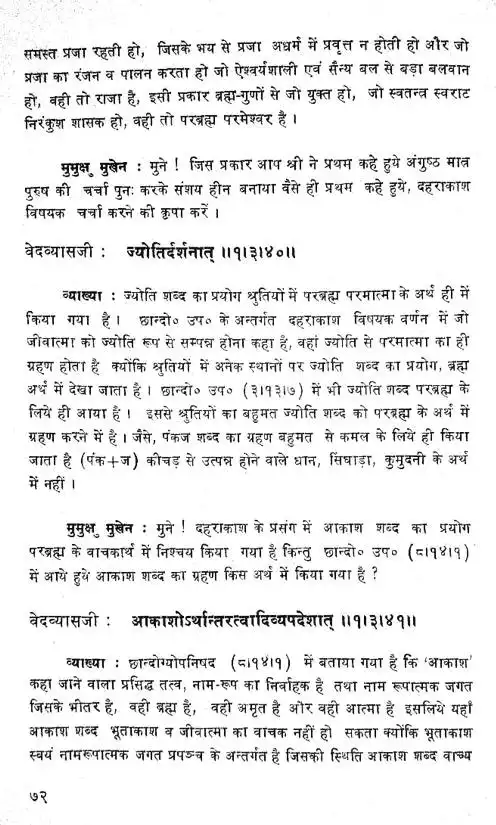 समस्त प्रजा रहती हो, जिसके भय से प्रजा अधर्म में प्रवृत्त न होती हो और जो
प्रजा का रंजन व पालन करता हो जो ऐश्वर्यशाली एवं सैन्य बल से बड़ा बलवान
हो, वही तो राजा है, इसी प्रकार ब्रह्म-गुणों से जो युक्त हो, जो स्वतन्त्र स्वराट
निरंकुश शासक हो, वही तो परब्रह्म परमेश्वर है ।
मुमुक्षु मुखेन : मुने ! जिस प्रकार आप श्री ने प्रथम कहे हुये अंगुष्ठ मात्र
पुरुष की चर्चा पुनः करके संशय हीन बनाया वैसे ही प्रथम कहे हुये, दहराकाश
विषयक चर्चा करने की कृपा करें ।
वेदव्यासजी : ज्योतिर्दर्शनात् ॥१।३।४०॥
व्याख्या : ज्योति शब्द का प्रयोग श्रुतियों में परब्रह्म परमात्मा के अर्थ ही में
किया गया है । छान्दो० उप० के अन्तर्गत दहराकाश विषयक वर्णन में जो
जीवात्मा को ज्योति रूप से सम्पन्न होना कहा है, वहां ज्योति से परमात्मा का ही
ग्रहण होता है क्योंकि श्रुतियों में अनेक स्थानों पर ज्योति शब्द का प्रयोग, ब्रह्म
अर्थ में देखा जाता है । छान्दो० उप० (३।१३।७) में भी ज्योति शब्द परब्रह्म के
लिये ही आया है । इससे श्रुतियों का बहुमत ज्योति शब्द को परब्रह्म के अर्थ में
ग्रहण करने में है । जैसे, पंकज शब्द का ग्रहण बहुमत से कमल के लिये ही किया
जाता है (पंक+ज) कीचड़ से उत्पन्न होने वाले धान, सिंघाड़ा, कुमुदनी के अर्थ
में नहीं ।
मुमुक्षु मुखेन : मुने ! दहराकाश के प्रसंग में आकाश शब्द का प्रयोग
परब्रह्म के वाचकार्थ में निश्चय किया गया है किन्तु छान्दो० उप० (८।१४।१)
में आये हुये आकाश शब्द का ग्रहण किस अर्थ में किया गया है ?
वेदव्यासजी : आकाशोऽर्थान्तरत्वादिव्यपदेशात् ॥१।३।४१॥
व्याख्या : छान्दोग्योपनिषद (८।१४।१) में बताया गया है कि 'आकाश'
कहा जाने वाला प्रसिद्ध तत्व, नाम-रूप का निर्वाहक है तथा नाम रूपात्मक जगत
जिसके भीतर है, वही ब्रह्म है, वही अमृत है और वही आत्मा है इसलिये यहाँ
आकाश शब्द भूताकाश व जीवात्मा का वाचक नहीं हो सकता क्योंकि भूताकाश
स्वयं नामरूपात्मक जगत प्रपञ्च के अन्तर्गत है जिसकी स्थिति आकाश शब्द वाच्य
७२